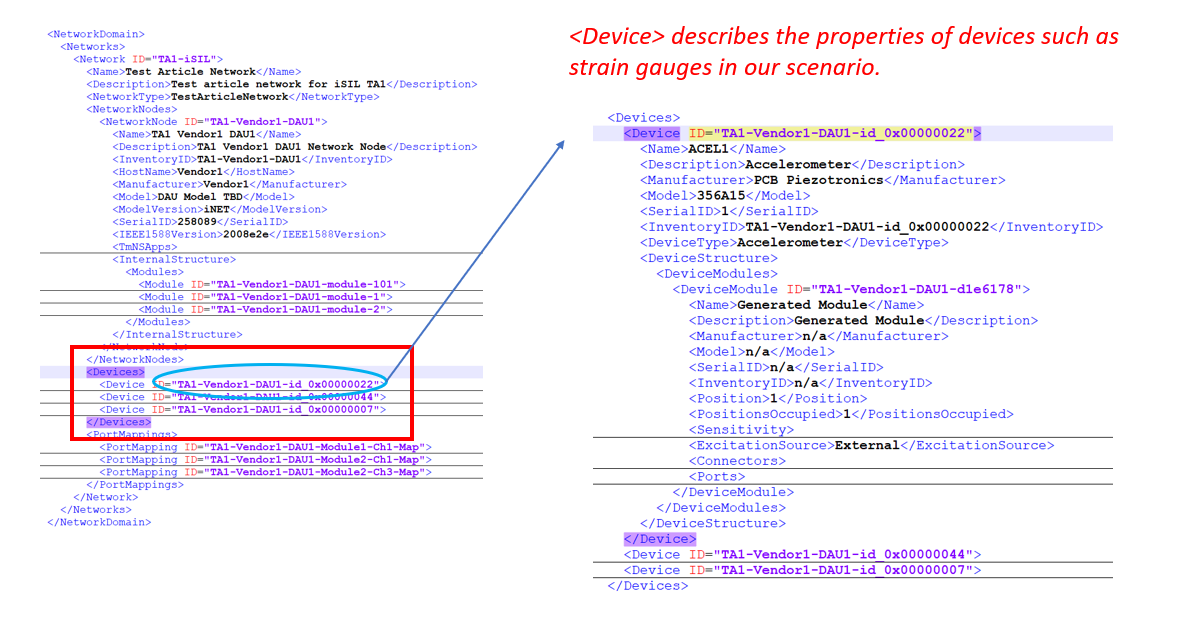 <NetworkDomain>
<Networks>
<Network ID="TA1-iSIL">
<Name>Test Article Network</Name>
<Description>Test article network for iSIL TA1</Description>
<NetworkType>TestArticleNetwork</NetworkType>
<NetworkNodes>
<NetworkNode ID="TA1-Vendor1-DAU1">
<Name>TA1 Vendor1 DAU1</Name>
<Description>TA1 Vendor1 DAU1 Network Node</Description>
<InventoryID>TA1-Vendor1-DAU1</InventoryID>
<HostName>Vendor1</HostName>
<Manufacturer>Vendor1</Manufacturer>
<Model>DAU Model TBD</Model>
<ModelVersion>iNET</ModelVersion>
<SerialID>258089</SerialID>
<IEEE1588Version>2008e2e</IEEE1588Version>
<TmNSApps>
<InternalStructure>
<Modules>
<Module ID="TA1-Vendor1-DAU1-module-101">
<Module ID="TA1-Vendor1-DAU1-module-1">
<Module ID="TA1-Vendor1-DAU1-module-2">
</Modules>
</InternalStructure>
</NetworkNode>
</NetworkNodes>
<Devices>
<Device ID="TA1-Vendor1-DAU1-id_0x00000022">
<Device ID="TA1-Vendor1-DAU1-id_0x00000044">
<Device ID="TA1-Vendor1-DAU1-id_0x00000007">
</Devices>
<PortMappings>
<PortMapping ID="TA1-Vendor1-DAU1-Module1-Ch1-Map">
<PortMapping ID="TA1-Vendor1-DAU1-Module2-Ch1-Map">
<PortMapping ID="TA1-Vendor1-DAU1-Module2-Ch3-Map">
</PortMappings>
</Network>
</Networks>
</NetworkDomain>
<Device> describes the properties of devices such as
strain gauges in our scenario.
<Devices>
<Device ID="TA1-Vendor1-DAU1-id_0x00000022">
<Name>ACEL1</Name>
<Description>Accelerometer</Description>
<Manufacturer>PCB Piezotronics</Manufacturer>
<Model>356A15</Model>
<SerialID>1</SerialID>
<InventoryID>TA1-Vendor1-DAU1-id_0x00000022</InventoryID>
<DeviceType>Accelerometer</DeviceType>
<DeviceStructure>
<DeviceModules>
<DeviceModule ID="TA1-Vendor1-DAU1-d1e6178">
<Name>Generated Module</Name>
<Description>Generated Module</Description>
<Manufacturer>n/a</Manufacturer>
<Model>n/a</Model>
<SerialID>n/a</SerialID>
<InventoryID>n/a</InventoryID>
<Position>1</Position>
<PositionsOccupied>1</PositionsOccupied>
<Sensitivity>
<ExcitationSource>External</ExcitationSource>
<Connectors>
<Ports>
</DeviceModule>
</DeviceModules>
</DeviceStructure>
</Device>
<Device ID="TA1-Vendor1-DAU1-id_0x00000044">
<Device ID="TA1-Vendor1-DAU1-id_0x00000007">
</Devices>